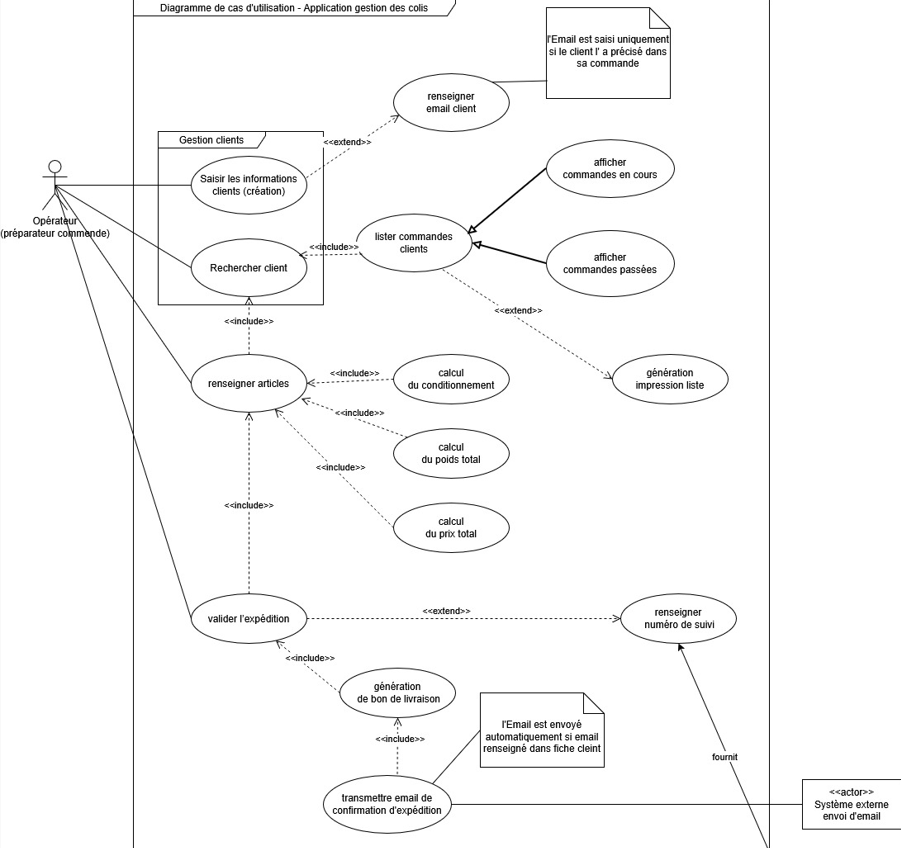 Diagramme de cas d'utilisation - Application gestion des colis
l'Email est saisi uniquement
si le client l' a précisé dans
sa commande
renseigner
email client
Gestion clients
<<extend>>
Saisir les informations
clients (création)
afficher
commandes en cours
Opérateur
(préparateur commende)
lister commandes
clients
<<include>>
Rechercher client
afficher
commandes passées
<<extend>>
<<include>>
renseigner articles
<<include>>
calcul
du conditionnement
génération
impression liste
<<include>>
calcul
du poids total
<<include>>
<<include>>
calcul
du prix total
valider l'expédition
<<extend>>
renseigner
numéro de suivi
<<include>>
génération
de bon de livraison
l'Email est envoyé
automatiquement si email
renseigné dans fiche cleint
<<include>>
fournit
transmettre email de
confirmation d'expédition
<<actor>>
Système externe
envoi d'email